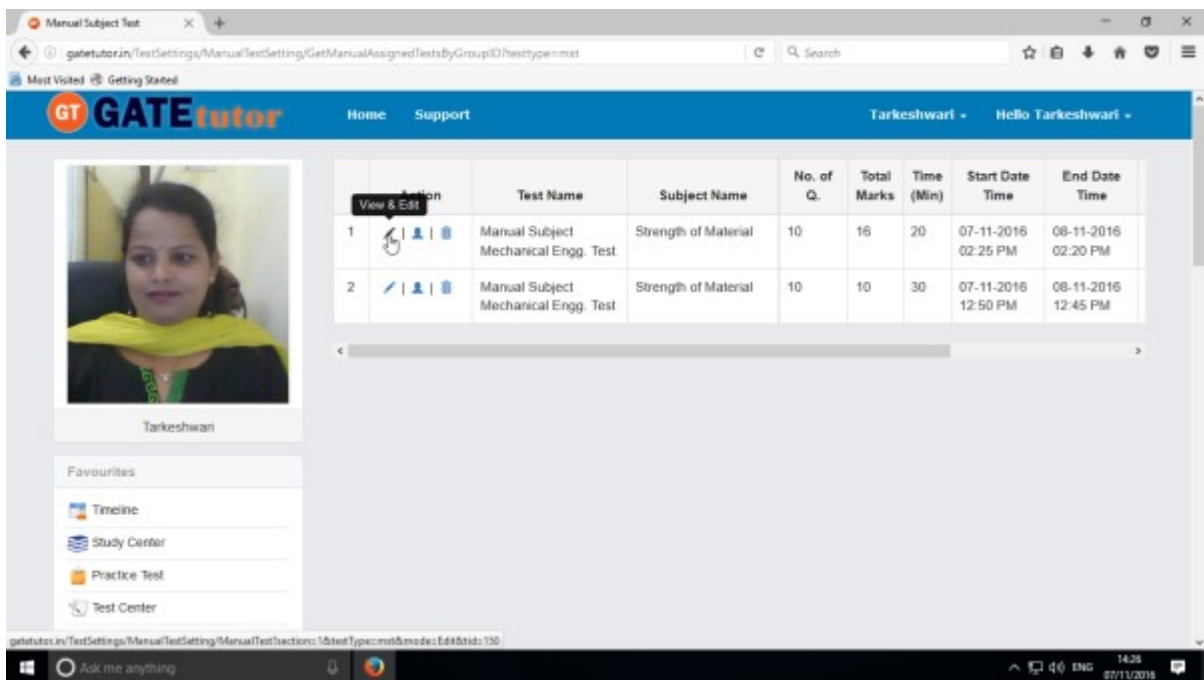 Manual Subject Test
gatetutor.in/TestSettings/ManualTestSetting/GetManualAssignedTestsByGroupID?testtype=mst
Search
Most Visited Getting Started
GT GATEtutor Home Support Tarkeshwari Hello Tarkeshwari
Action Test Name Subject Name No. of Q. Total Marks Time (Min) Start Date Time End Date Time
View & Edit
1 Manual Subject Mechanical Engg. Test Strength of Material 10 16 20 07-11-2016 02:25 PM 08-11-2016 02:20 PM
2 Manual Subject Mechanical Engg. Test Strength of Material 10 10 30 07-11-2016 12:50 PM 08-11-2016 12:45 PM
Tarkeshwari
Favourites
Timeline
Study Center
Practice Test
Test Center
gatetutor.in/TestSettings/ManualTestSetting/ManualTest?section=1&testType=mst&mode=Edit&tid=150
Ask me anything
ENG 14:26
07/11/2016